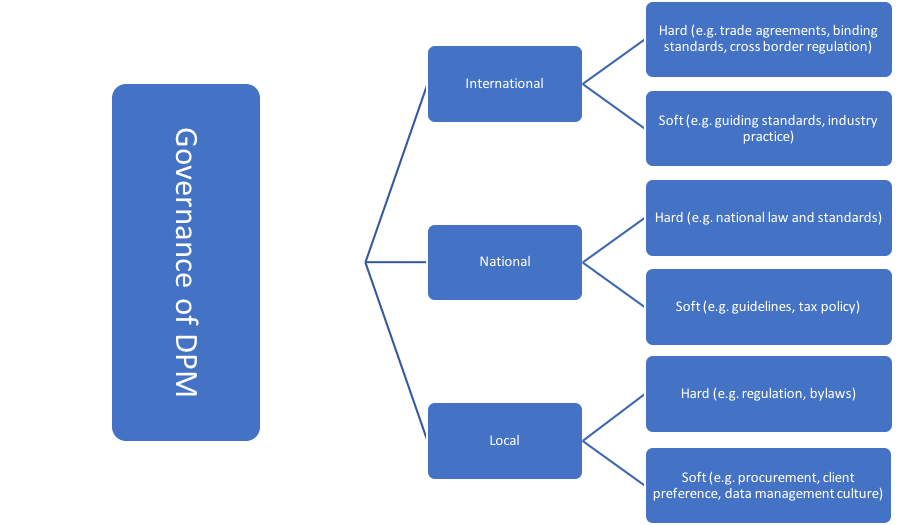 Governance of DPM
International
Hard (e.g. trade agreements, binding
standards, cross border regulation)
Soft (e.g. guiding standards, industry
practice)
National
Hard (e.g. national law and standards)
Soft (e.g. guidelines, tax policy)
Local
Hard (e.g. regulation, bylaws)
Soft (e.g. procurement, client
preference, data management culture)